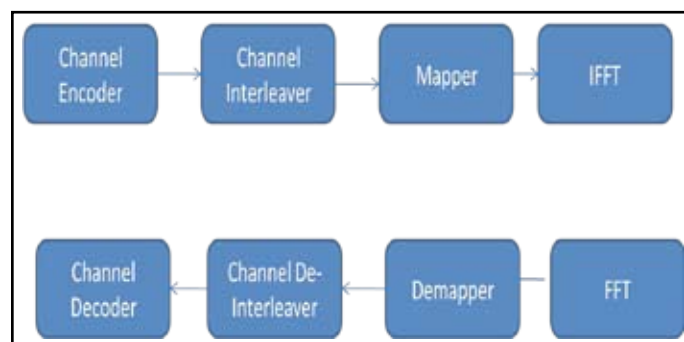 Channel
Encoder
Channel
Interleaver
Mapper
IFFT
Channel
Decoder
Channel De-
Interleaver
Demapper
FFT